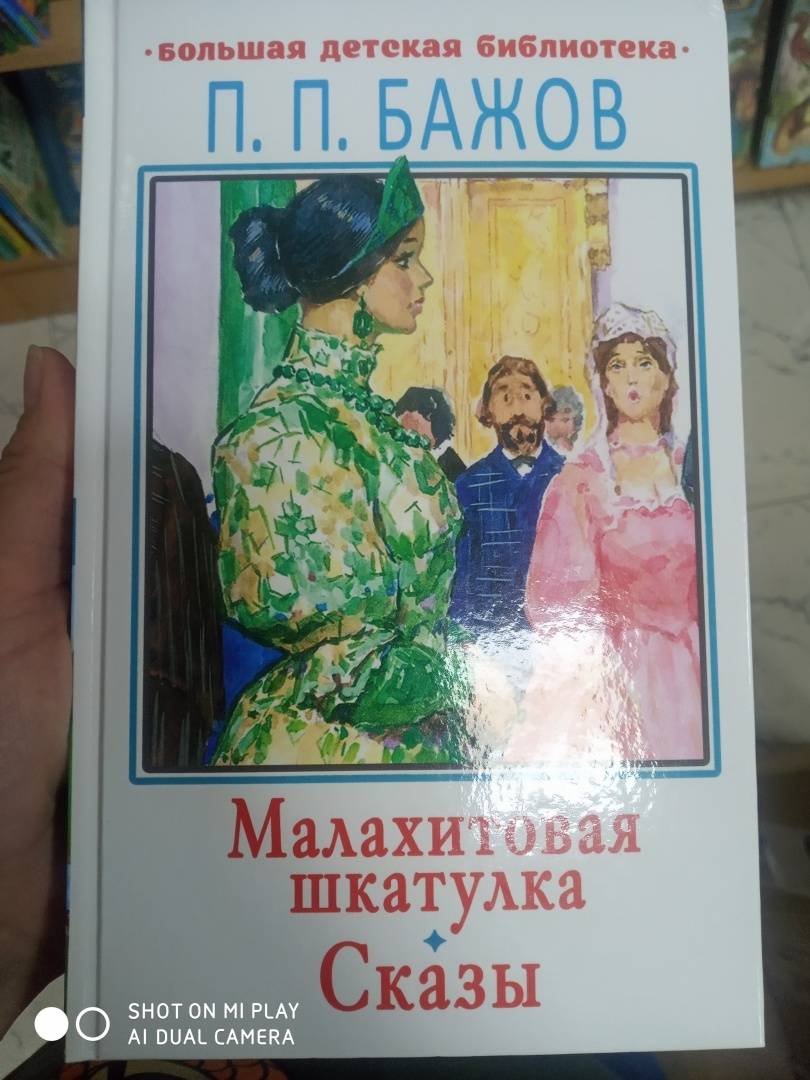 •БОЛЬШАЯ ДЕТСКАЯ БИБЛИОТЕКА•
П. П. БАЖОВ
Малахитовая
шкатулка
Сказы
SHOT ON MI PLAY
AI DUAL CAMERA